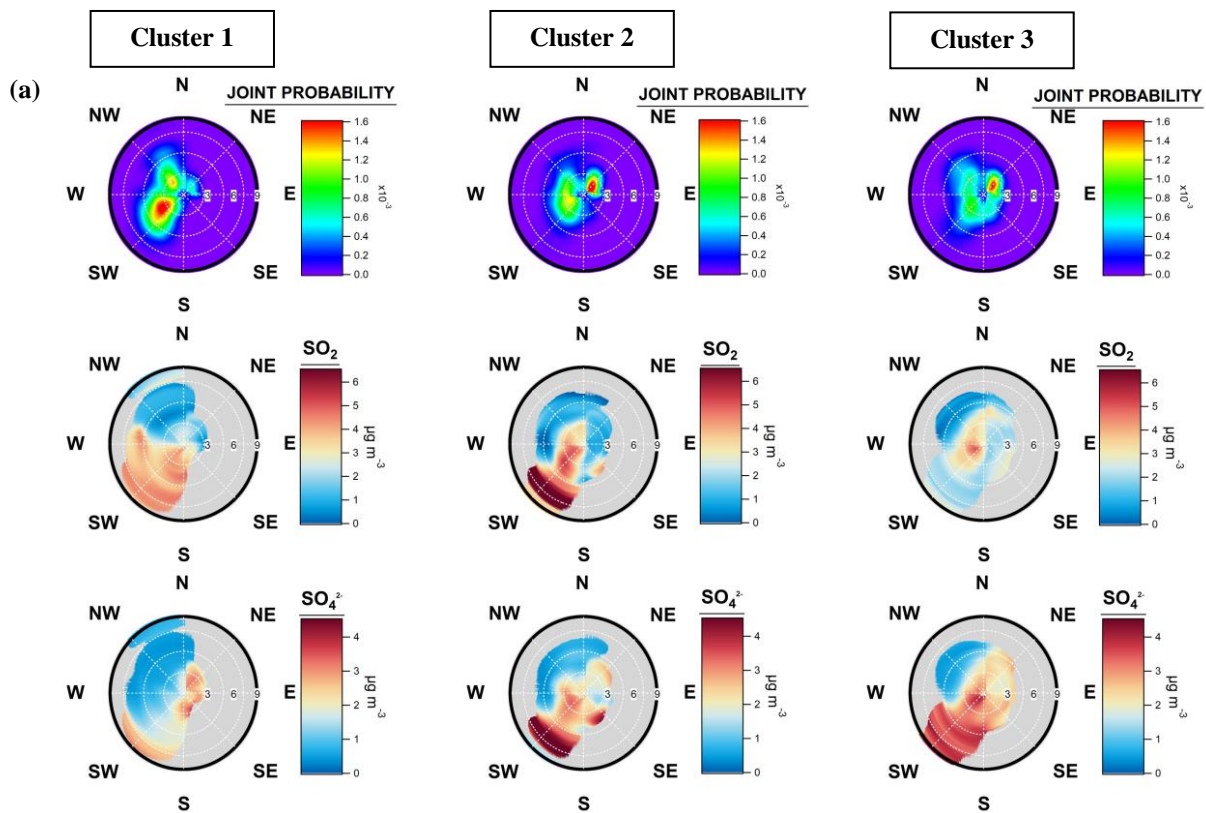 Cluster 1 Cluster 2 Cluster 3
(a)
N N N
JOINT PROBABILITY JOINT PROBABILITY JOINT PROBABILITY
NW NE NW NE NW NE
1.6 1.6 1.6
1.4 1.4 1.4
1.2 1.2 1.2
1.0 1.0 1.0
W 3 6 9 E 0.8 x10⁻³ W 3 6 9 E 0.8 x10⁻³ W 3 6 9 E 0.8 x10⁻³
0.6 0.6 0.6
0.4 0.4 0.4
0.2 0.2 0.2
0.0 0.0 0.0
SW SE SW SE SW SE
S S S
N N N
SO₂ SO₂ SO₂
NW NE NW NE NW NE
6 6 6
5 5 5
4 4 4
W 3 6 9 E 3 µg m⁻³ W 3 6 9 E 3 µg m⁻³ W 3 6 9 E 3 µg m⁻³
2 2 2
1 1 1
0 0 0
SW SE SW SE SW SE
S S S
N N N
SO₄²⁻ SO₄²⁻ SO₄²⁻
NW NE NW NE NW NE
4 4 4
3 3 3
W 3 6 9 E 2 µg m⁻³ W 3 6 9 E 2 µg m⁻³ W 3 6 9 E 2 µg m⁻³
1 1 1
0 0 0
SW SE SW SE SW SE
S S S